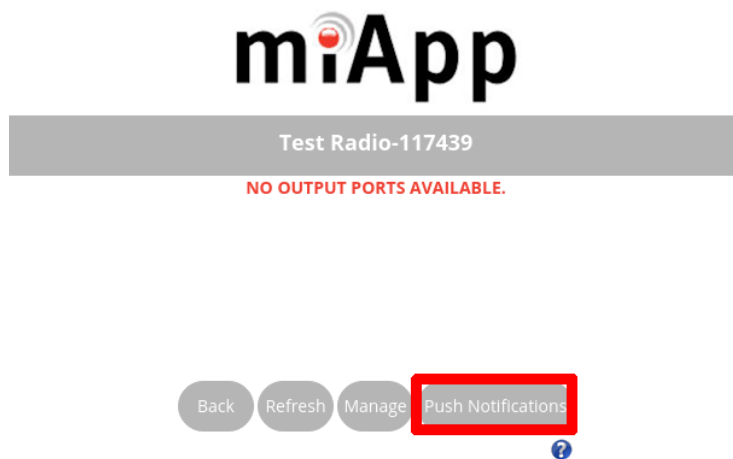 miApp
Test Radio-117439
NO OUTPUT PORTS AVAILABLE.
Back Refresh Manage Push Notifications
?